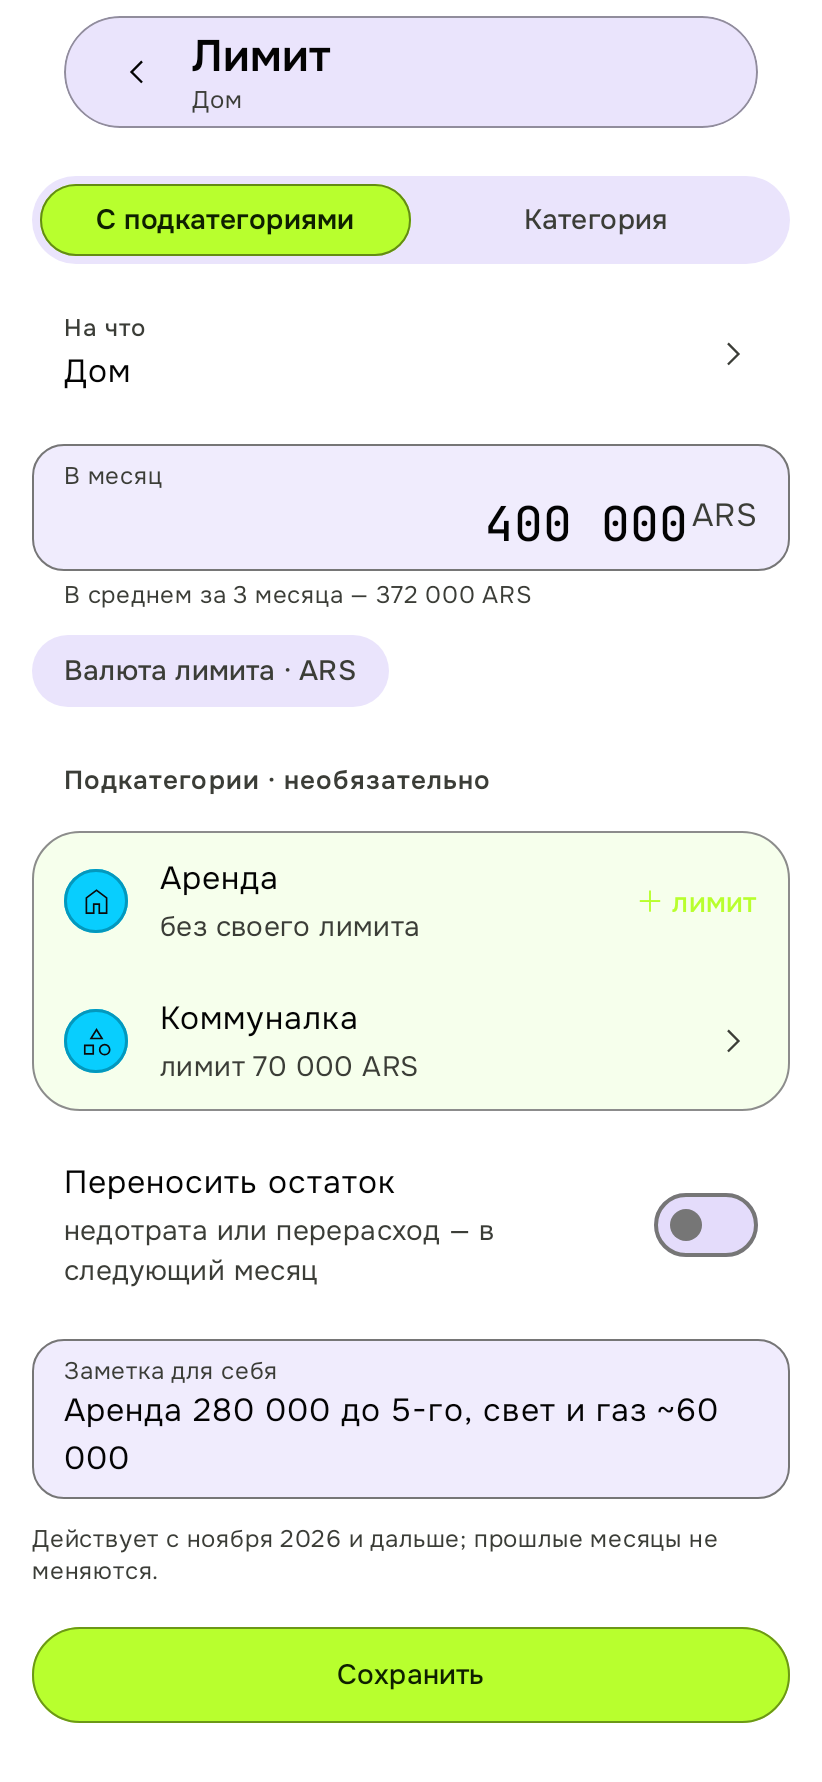 Лимит
Дом
С подкатегориями
Категория
На что
Дом
В месяц
400 000 ARS
В среднем за 3 месяца — 372 000 ARS
Валюта лимита · ARS
Подкатегории · необязательно
Аренда
+ лимит
без своего лимита
Коммуналка
лимит 70 000 ARS
Переносить остаток
недотрата или перерасход — в
следующий месяц
Заметка для себя
Аренда 280 000 до 5-го, свет и газ ~60
000
Действует с ноября 2026 и дальше; прошлые месяцы не
меняются.
Сохранить